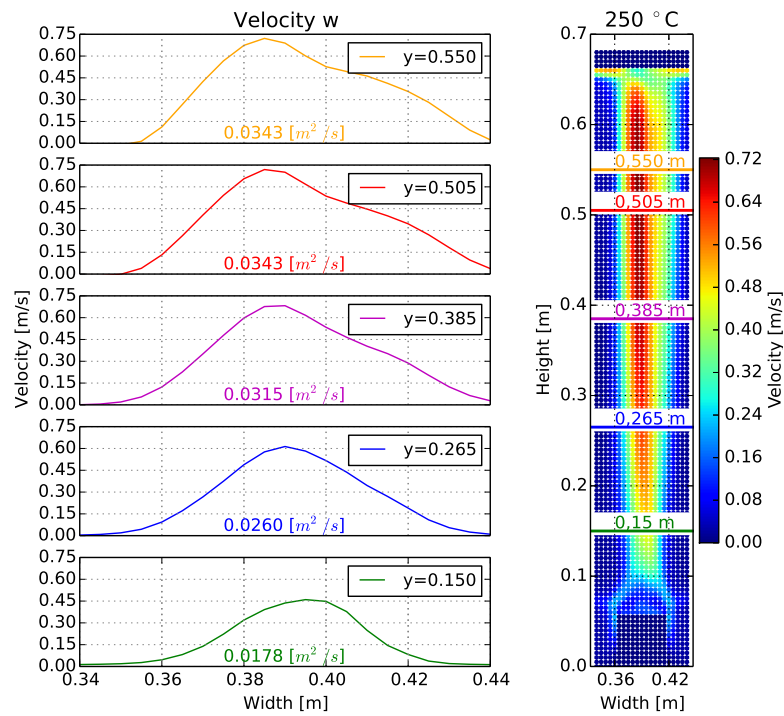 Velocity w
0.75
0.60
0.45
0.30
0.15
0.00
y=0.550
0.0343 [m² /s]
0.75
0.60
0.45
0.30
0.15
0.00
y=0.505
0.0343 [m² /s]
0.75
0.60
0.45
0.30
0.15
0.00
y=0.385
0.0315 [m² /s]
0.75
0.60
0.45
0.30
0.15
0.00
y=0.265
0.0260 [m² /s]
0.75
0.60
0.45
0.30
0.15
0.00
y=0.150
0.0178 [m² /s]
0.34 0.36 0.38 0.40 0.42 0.44
Width [m]
Velocity [m/s]
250 °C
0.7
0.6
0.5
0.4
0.3
0.2
0.1
0.0
Height [m]
0,550 m
0,505 m
0,385 m
0,265 m
0,15 m
0.36 0.42
Width [m]
0.72
0.64
0.56
0.48
0.40
0.32
0.24
0.16
0.08
0.00
Velocity [m/s]